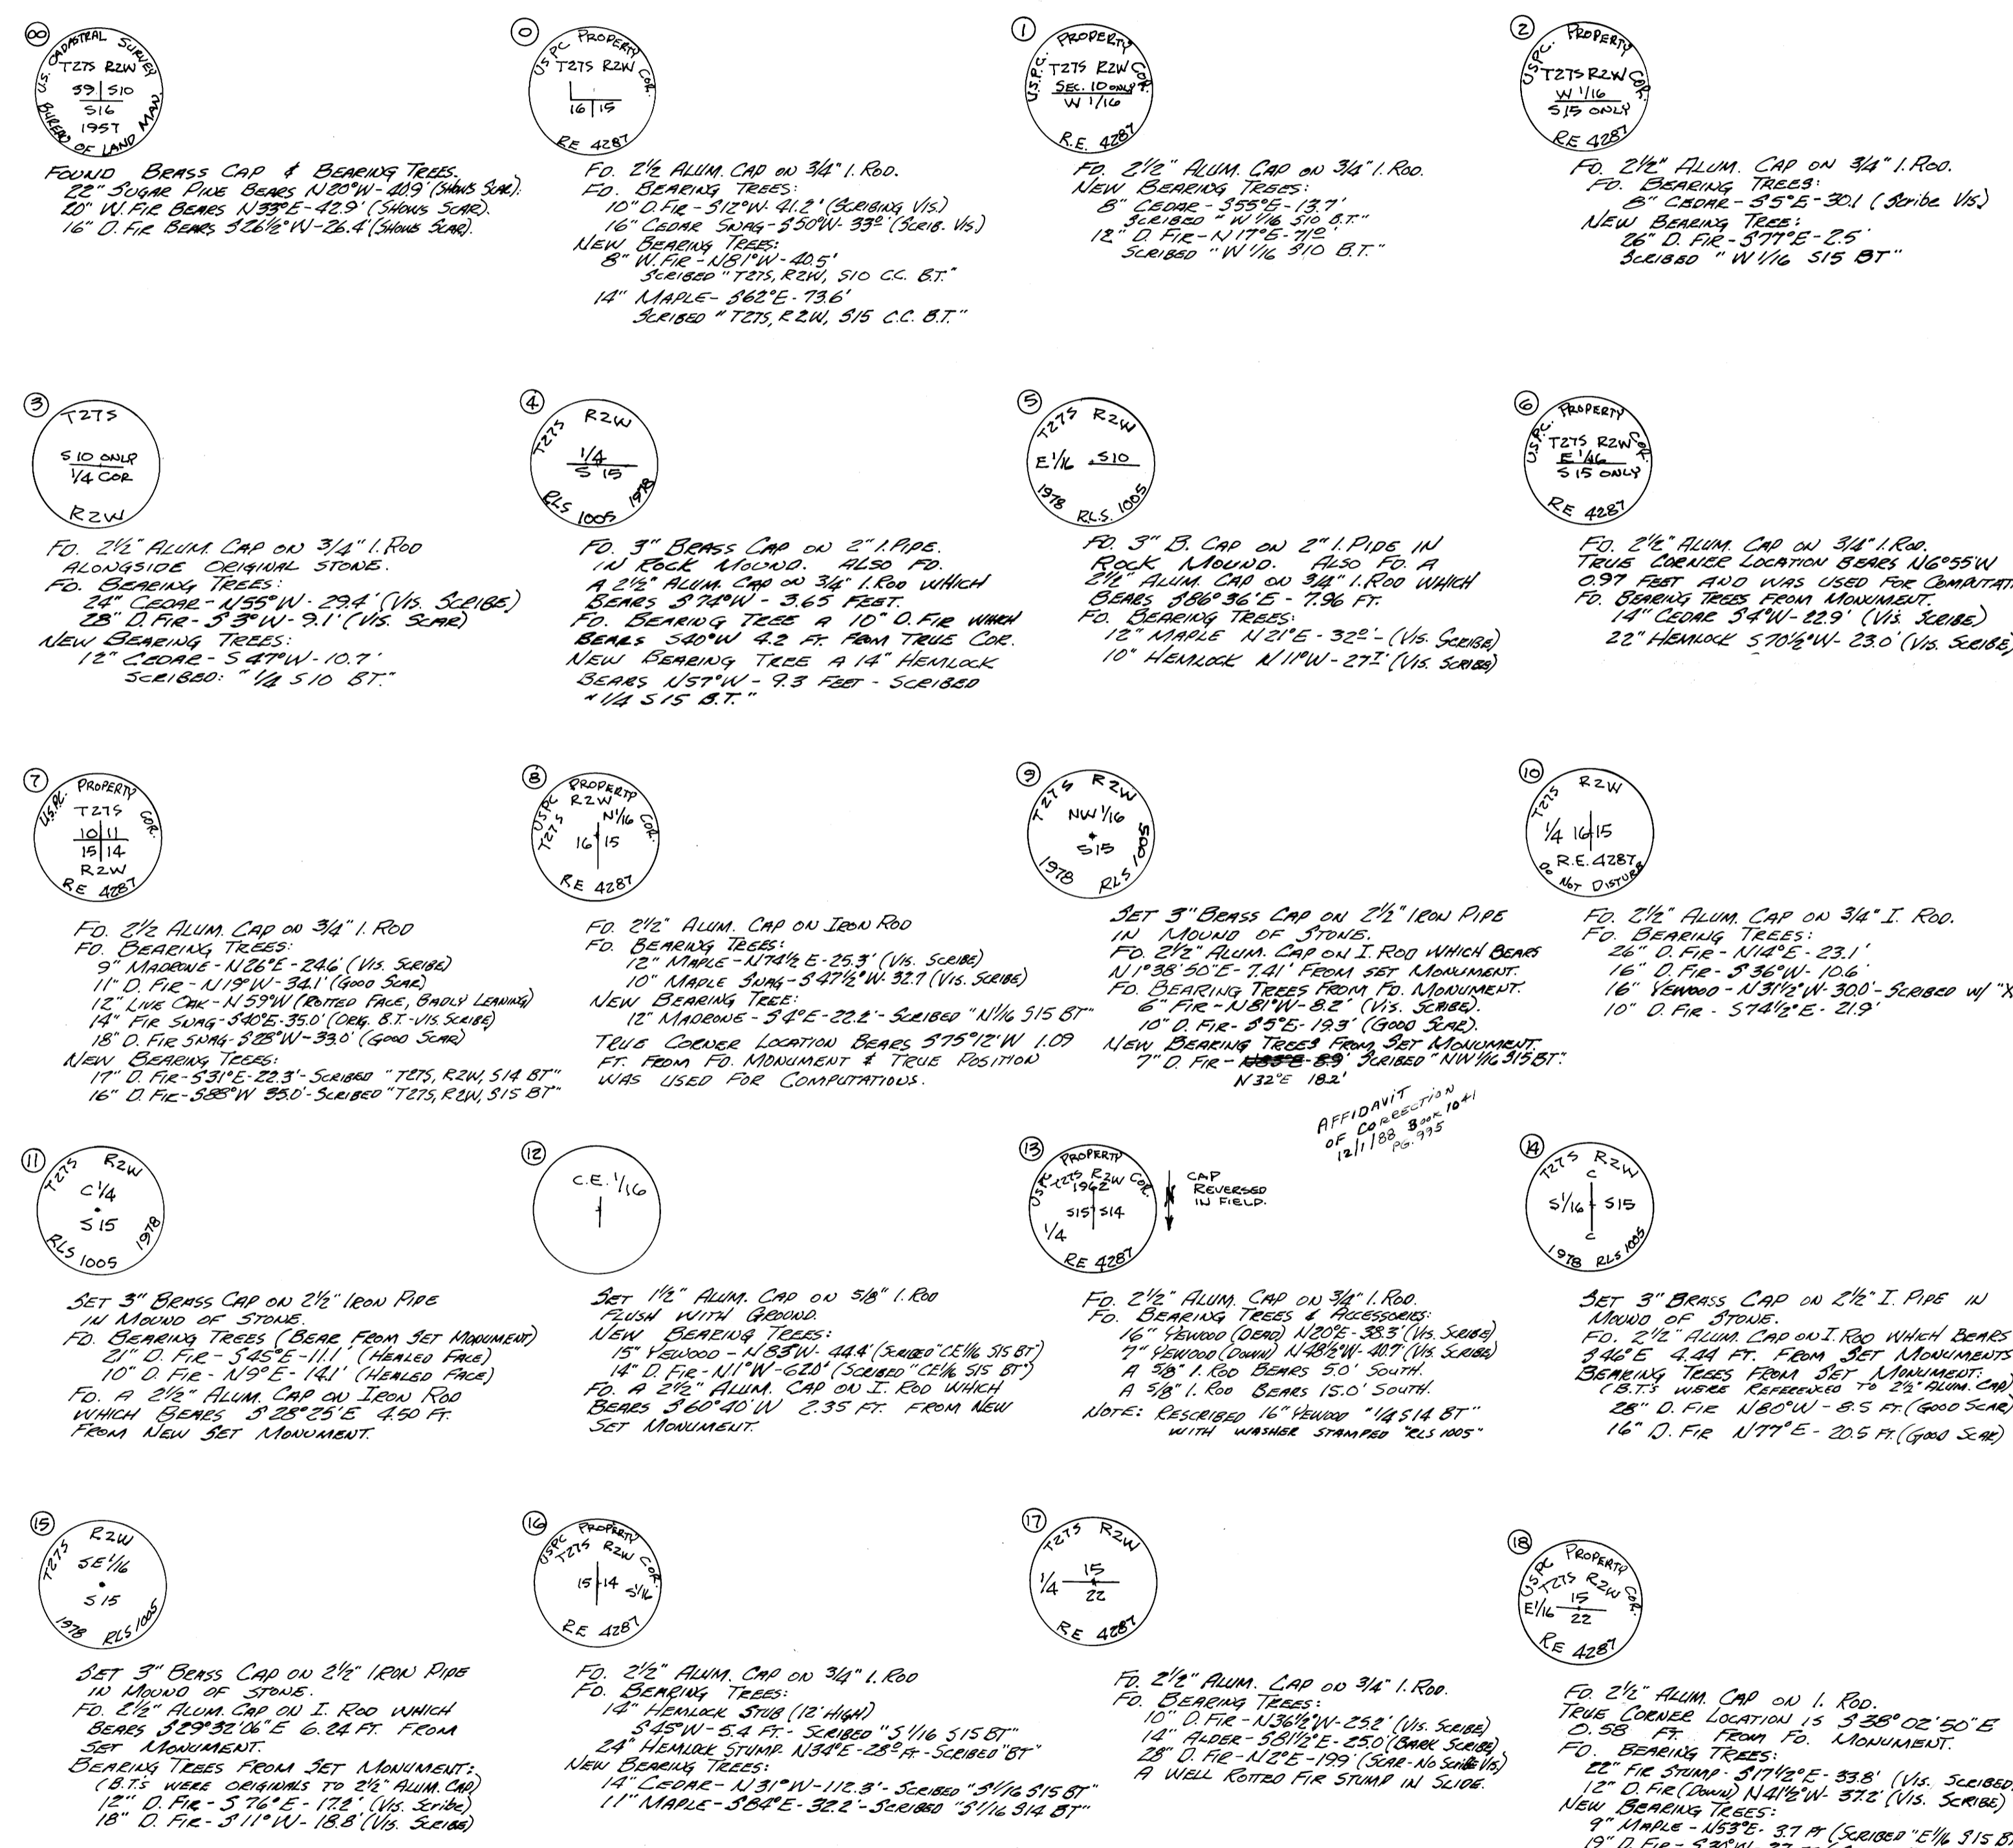 00
U.S. CADASTRAL SURVEY
T27S R2W
S9 | S10
S16
1957
BUREAU OF LAND MAN.
FOUND BRASS CAP & BEARING TREES.
22" SUGAR PINE BEARS N20°W - 40.9' (SHOWS SCAR).
20" W. FIR BEARS N33°E - 42.9' (SHOWS SCAR).
16" D. FIR BEARS S26½°W - 26.4' (SHOWS SCAR).
0
USPC PROPERTY COR.
T27S R2W
16 | 15
RE 4287
FD. 2½ ALUM. CAP ON 3/4" I. ROD.
FD. BEARING TREES:
10" D. FIR - S12°W - 41.2' (SCRIBING VIS.)
16" CEDAR SNAG - S50°W - 33.0' (SCRIB. VIS.)
NEW BEARING TREES:
8" W. FIR - N81°W - 40.5'
SCRIBED "T27S, R2W, S10 C.C. B.T."
14" MAPLE - S62°E - 73.6'
SCRIBED "T27S, R2W, S15 C.C. B.T."
1
U.S.P.C. PROPERTY COR.
T27S R2W
SEC. 10 ONLY
W 1/16
R.E. 4287
FD. 2½" ALUM. CAP ON 3/4" I. ROD.
NEW BEARING TREES:
8" CEDAR - S55°E - 13.7'
SCRIBED "W 1/16 S10 B.T."
12" D. FIR - N17°E - 71.0'
SCRIBED "W 1/16 S10 B.T."
2
USPC. PROPERTY COR.
T27S R2W
W 1/16
S15 ONLY
RE 4287
FD. 2½" ALUM. CAP ON 3/4" I. ROD.
FD. BEARING TREES:
8" CEDAR - S5°E - 30.1 (Scribe VIS.)
NEW BEARING TREE:
26" D. FIR - S77°E - 2.5'
SCRIBED "W 1/16 S15 BT"
3
T27S
S10 ONLY
1/4 COR
R2W
FD. 2½" ALUM. CAP ON 3/4" I. ROD
ALONGSIDE ORIGINAL STONE.
FD. BEARING TREES:
24" CEDAR - N55°W - 29.4' (VIS. SCRIBE)
28" D. FIR - S3°W - 9.1' (VIS. SCAR)
NEW BEARING TREES:
12" CEDAR - S47°W - 10.7'
SCRIBED: "1/4 S10 BT."
4
T27S R2W
1/4
S 15
RLS 1005 1978
FD. 3" BRASS CAP ON 2" I. PIPE.
IN ROCK MOUND. ALSO FD.
A 2½" ALUM. CAP ON 3/4" I. ROD WHICH
BEARS S74°W - 3.65 FEET.
FD. BEARING TREE A 10" D. FIR WHICH
BEARS S40°W 4.2 FT. FROM TRUE COR.
NEW BEARING TREE A 14" HEMLOCK
BEARS N57°W - 9.3 FEET - SCRIBED
"1/4 S15 B.T."
5
T27S R2W
E 1/16 S10
1978 R.L.S. 1005
FD. 3" B. CAP ON 2" I. PIPE IN
ROCK MOUND. ALSO FD. A
2½" ALUM. CAP ON 3/4" I. ROD WHICH
BEARS S86°36'E - 7.96 FT.
FD. BEARING TREES:
12" MAPLE N21°E - 32.0' - (VIS. SCRIBE)
10" HEMLOCK N11°W - 27.1' (VIS. SCRIBE)
6
U.S.P.C. PROPERTY COR.
T27S R2W
E 1/16
S 15 ONLY
RE 4287
FD. 2½" ALUM. CAP ON 3/4" I. ROD.
TRUE CORNER LOCATION BEARS N6°55'W
0.97 FEET AND WAS USED FOR COMPUTAT
FD. BEARING TREES FROM MONUMENT.
14" CEDAR S4°W - 22.9' (VIS. SCRIBE)
22" HEMLOCK S70½°W - 23.0' (VIS. SCRIBE)
7
U.S.P.C. PROPERTY COR.
T27S
10 | 11
15 | 14
R2W
RE 4287
FD. 2½ ALUM. CAP ON 3/4" I. ROD
FD. BEARING TREES:
9" MADRONE - N26°E - 24.6' (VIS. SCRIBE)
11" D. FIR - N19°W - 34.1' (GOOD SCAR)
12" LIVE OAK - N59°W (ROTTED FACE, BADLY LEANING)
14" FIR SNAG - S40°E - 35.0' (ORIG. B.T. - VIS. SCRIBE)
18" D. FIR SNAG - S28°W - 33.0' (GOOD SCAR)
NEW BEARING TREES:
17" D. FIR - S31°E - 22.3' - SCRIBED "T27S, R2W, S14 BT"
16" D. FIR - S88°W 35.0' - SCRIBED "T27S, R2W, S15 BT"
8
USPC PROPERTY COR.
T27S R2W
N 1/16
16 | 15
RE 4287
FD. 2½" ALUM. CAP ON IRON ROD
FD. BEARING TREES:
12" MAPLE - N74½ E - 25.3' (VIS. SCRIBE)
10" MAPLE SNAG - S47½°W - 32.7 (VIS. SCRIBE)
NEW BEARING TREE:
12" MADRONE - S4°E - 22.2' - SCRIBED "N 1/16 S15 BT"
TRUE CORNER LOCATION BEARS S75°12'W 1.09
FT. FROM FD. MONUMENT & TRUE POSITION
WAS USED FOR COMPUTATIONS.
9
T27S R2W
NW 1/16
S15
1978 RLS 1005
SET 3" BRASS CAP ON 2½" IRON PIPE
IN MOUND OF STONE.
FD. 2½" ALUM. CAP ON I. ROD WHICH BEARS
N1°38'50"E - 7.41' FROM SET MONUMENT.
FD. BEARING TREES FROM FD. MONUMENT.
6" FIR - N81°W - 8.2' (VIS. SCRIBE).
10" D. FIR - S5°E - 19.3' (GOOD SCAR).
NEW BEARING TREES FROM SET MONUMENT.
7" D. FIR - SCRIBED "NW 1/16 S15 BT".
N32°E 18.2'
AFFIDAVIT
OF CORRECTION
12/1/88 BOOK 1041
PG. 995
10
T27S R2W
1/4 16 | 15
R.E. 4287
DO NOT DISTURB
FD. 2½" ALUM. CAP ON 3/4" I. ROD.
FD. BEARING TREES:
26" D. FIR - N14°E - 23.1'
16" D. FIR - S36°W - 10.6'
16" YEWOOD - N31½°W - 30.0' - SCRIBED W/ "X
10" D. FIR - S74½°E - 21.9'
11
T27S R2W
C 1/4
S15
RLS 1005 1978
SET 3" BRASS CAP ON 2½" IRON PIPE
IN MOUND OF STONE.
FD. BEARING TREES (BEAR FROM SET MONUMENT)
21" D. FIR - S45°E - 11.1' (HEALED FACE)
10" D. FIR - N9°E - 14.1' (HEALED FACE)
FD. A 2½" ALUM. CAP ON IRON ROD
WHICH BEARS S28°25'E 4.50 FT.
FROM NEW SET MONUMENT.
12
C.E. 1/16
SET 1½" ALUM. CAP ON 5/8" I. ROD
FLUSH WITH GROUND.
NEW BEARING TREES:
15" YEWOOD - N83°W - 44.4' (SCRIBED "CE 1/16 S15 BT")
14" D. FIR - N1°W - 62.0' (SCRIBED "CE 1/16 S15 BT")
FD. A 2½" ALUM. CAP ON I. ROD WHICH
BEARS S60°40'W 2.35 FT. FROM NEW
SET MONUMENT.
13
USPC PROPERTY COR.
T27S R2W
1962
S15 | S14
1/4
RE 4287
CAP
REVERSED
IN FIELD.
FD. 2½" ALUM. CAP ON 3/4" I. ROD.
FD. BEARING TREES & ACCESSORIES:
16" YEWOOD (DEAD) N20°E - 38.3' (VIS. SCRIBE)
7" YEWOOD (DOWN) N48½°W - 40.7' (VIS. SCRIBE)
A 5/8" I. ROD BEARS 5.0' SOUTH.
A 5/8" I. ROD BEARS 15.0' SOUTH.
NOTE: RESCRIBED 16" YEWOOD "1/4 S14 BT"
WITH WASHER STAMPED "RLS 1005"
14
T27S R2W
C
S 1/16 | S15
C
1978 RLS 1005
SET 3" BRASS CAP ON 2½" I. PIPE IN
MOUND OF STONE.
FD. 2½" ALUM. CAP ON I. ROD WHICH BEARS
S46°E 4.44 FT. FROM SET MONUMENTS
BEARING TREES FROM SET MONUMENT:
(B.T.'S WERE REFERENCED TO 2½" ALUM. CAP)
28" D. FIR N80°W - 8.5 FT. (GOOD SCAR)
16" D. FIR N77°E - 20.5 FT. (GOOD SCAR)
15
T27S R2W
SE 1/16
S15
1978 RLS 1005
SET 3" BRASS CAP ON 2½" IRON PIPE
IN MOUND OF STONE.
FD. 2½" ALUM. CAP ON I. ROD WHICH
BEARS S29°32'06"E 6.24 FT. FROM
SET MONUMENT.
BEARING TREES FROM SET MONUMENT:
(B.T.'S WERE ORIGINALS TO 2½" ALUM. CAP)
12" D. FIR - S76°E - 17.2' (VIS. Scribe)
18" D. FIR - S11°W - 18.8' (VIS. SCRIBE)
16
USPC PROPERTY COR.
T27S R2W
15 | 14 S 1/16
RE 4287
FD. 2½" ALUM. CAP ON 3/4" I. ROD
FD. BEARING TREES:
14" HEMLOCK STUB (12' HIGH)
S45°W - 5.4 FT. - SCRIBED "S 1/16 S15 BT"
24" HEMLOCK STUMP - N34°E - 28.0 FT - SCRIBED "BT"
NEW BEARING TREES:
14" CEDAR - N31°W - 112.3' - SCRIBED "S 1/16 S15 BT"
11" MAPLE - S84°E - 32.2' - SCRIBED "S 1/16 S14 BT"
17
T27S R2W
15
1/4
22
RE 4287
FD. 2½" ALUM. CAP ON 3/4" I. ROD.
FD. BEARING TREES:
10" D. FIR - N36½°W - 25.2' (VIS. SCRIBE)
14" ALDER - S81½°E - 25.0' (BARK SCRIBE)
28" D. FIR - N2°E - 19.9' (SCAR - NO SCRIBE VIS)
A WELL ROTTED FIR STUMP IN SLIDE.
18
USPC PROPERTY COR.
T27S R2W
15
E 1/16
22
RE 4287
FD. 2½" ALUM. CAP ON I. ROD.
TRUE CORNER LOCATION IS S38°02'50"E
0.58 FT. FROM FD. MONUMENT.
FD. BEARING TREES:
22" FIR STUMP - S17½°E - 33.8' (VIS. SCRIBED
12" D. FIR (DOWN) N41½°W - 37.2' (VIS. SCRIBE)
NEW BEARING TREES:
9" MAPLE - N53°E - 3.7 FT (SCRIBED "E 1/16 S15 B
19" D. FIR -